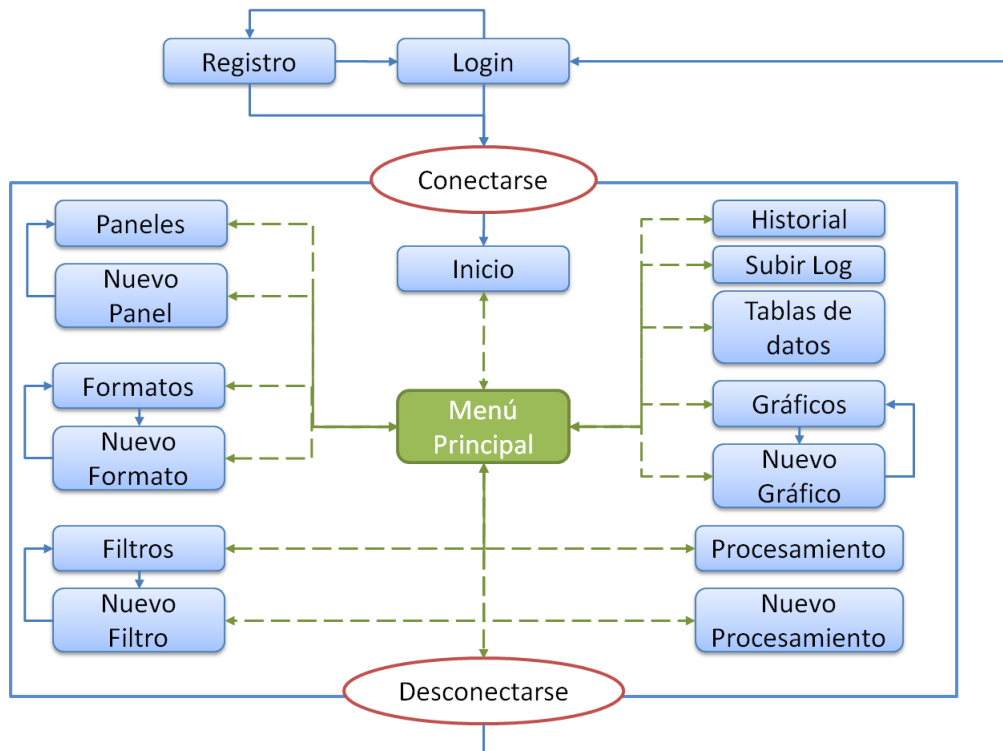 Registro
Login
Conectarse
Paneles
Nuevo
Panel
Formatos
Nuevo
Formato
Filtros
Nuevo
Filtro
Inicio
Menú
Principal
Historial
Subir Log
Tablas de
datos
Gráficos
Nuevo
Gráfico
Procesamiento
Nuevo
Procesamiento
Desconectarse